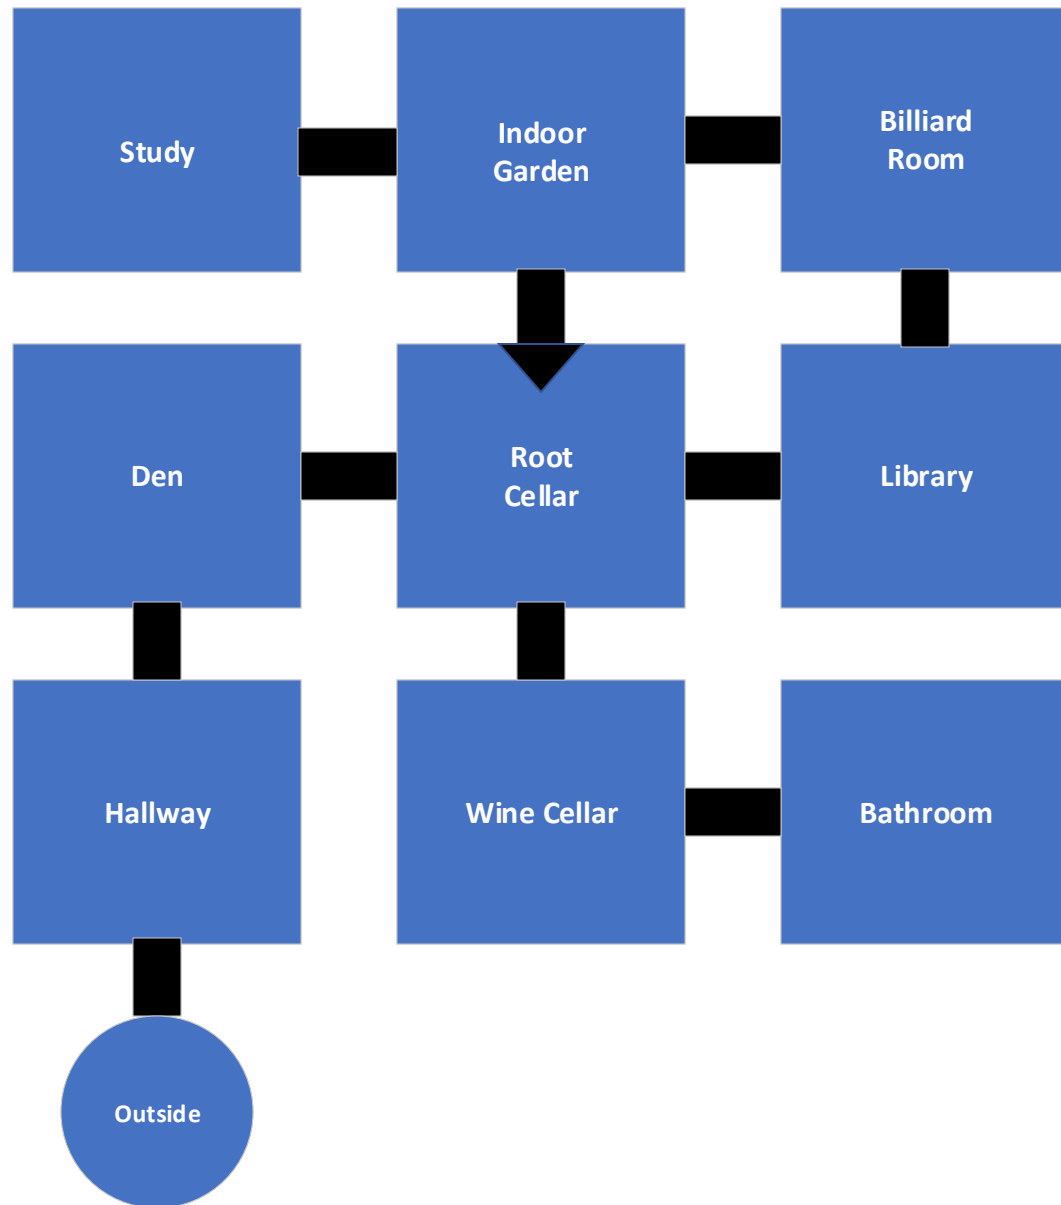 Study
Indoor
Garden
Billiard
Room
Den
Root
Cellar
Library
Hallway
Wine Cellar
Bathroom
Outside